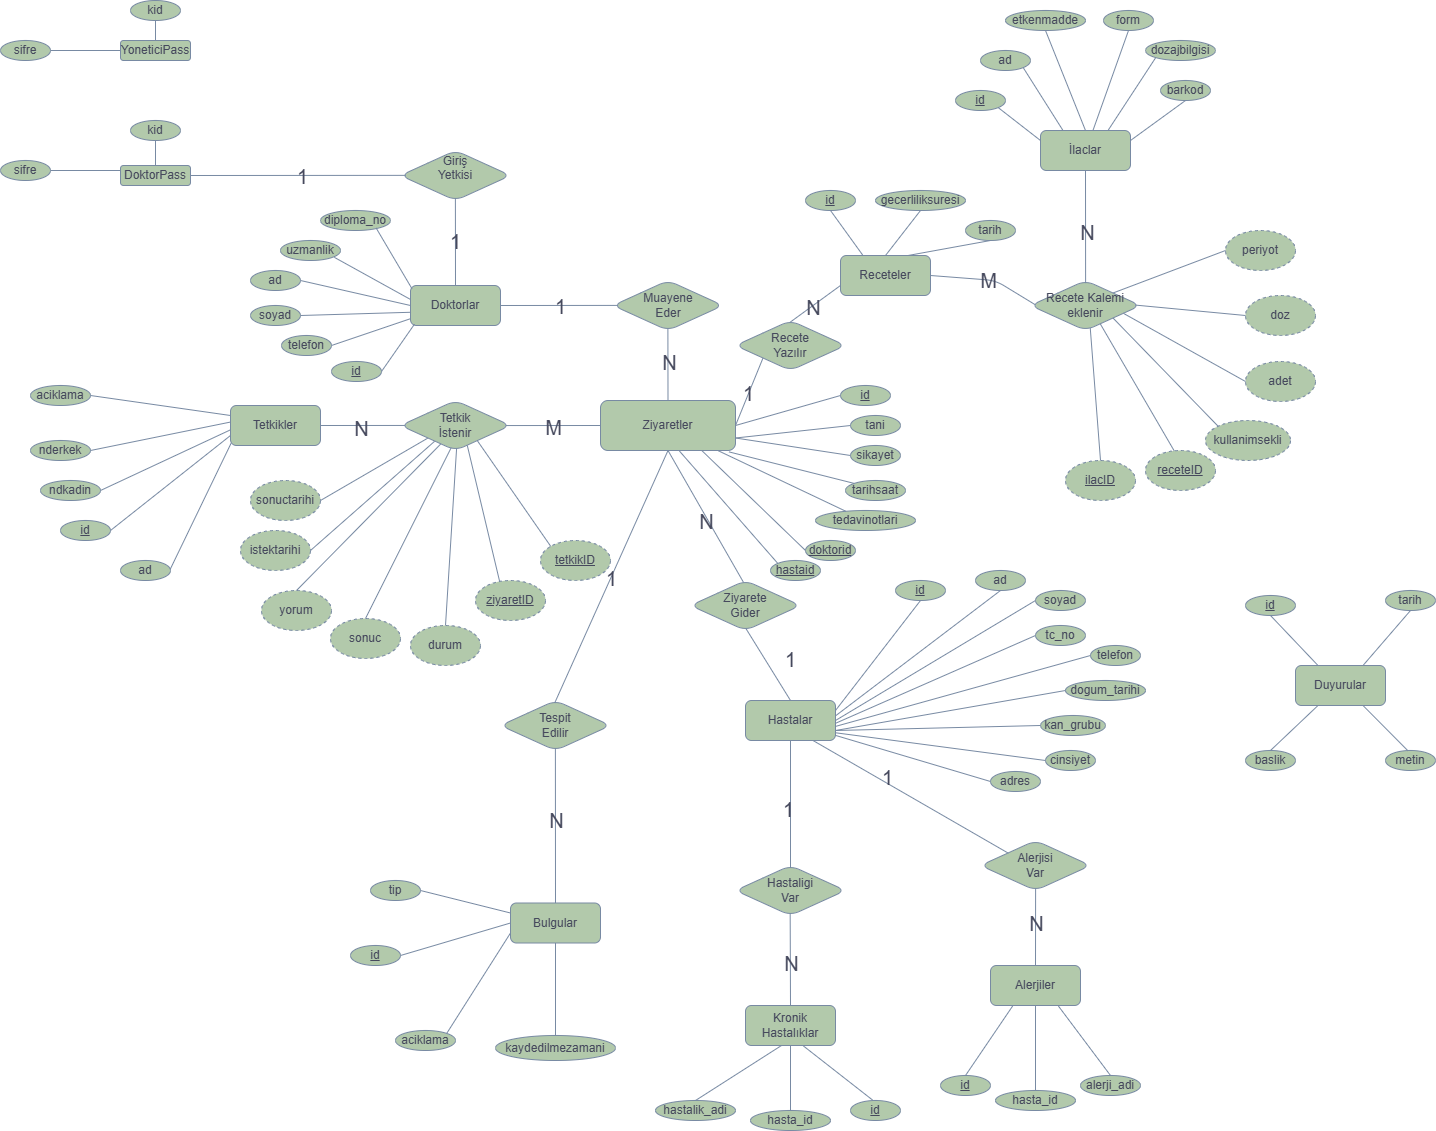 kid
sifre
YoneticiPass
kid
sifre
DoktorPass
1
Giriş
Yetkisi
1
etkenmadde
form
ad
dozajbilgisi
id
barkod
İlaclar
N
id
gecerliliksuresi
tarih
Receteler
M
Recete Kalemi
eklenir
periyot
doz
adet
kullanimsekli
receteID
ilacID
diploma_no
uzmanlik
ad
soyad
telefon
id
Doktorlar
1
Muayene
Eder
N
N
Recete
Yazılır
1
aciklama
nderkek
ndkadin
id
ad
Tetkikler
N
Tetkik
İstenir
M
Ziyaretler
id
tani
sikayet
tarihsaat
tedavinotlari
doktorid
hastaid
sonuctarihi
istektarihi
yorum
sonuc
durum
ziyaretID
tetkikID
1
N
Ziyarete
Gider
1
id
ad
soyad
tc_no
telefon
dogum_tarihi
kan_grubu
cinsiyet
adres
Hastalar
id
tarih
Duyurular
baslik
metin
Tespit
Edilir
N
tip
id
aciklama
kaydedilmezamani
Bulgular
1
Hastaligi
Var
N
Kronik
Hastalıklar
hastalik_adi
hasta_id
id
1
Alerjisi
Var
N
Alerjiler
id
hasta_id
alerji_adi